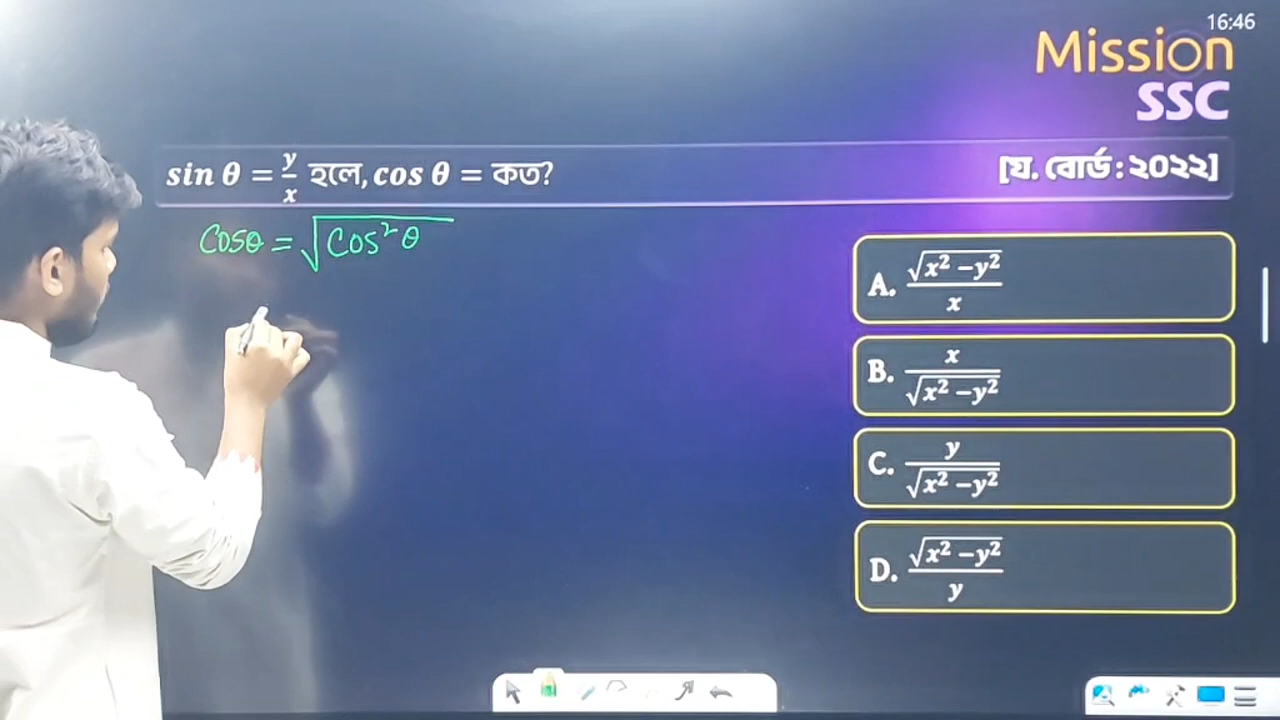 16:46
Mission
SSC
sin θ = y/x হলে, cos θ = কত?
[য. বোর্ড : ২০২২]
Cosθ = √Cos²θ
A. √x² −y²/x
B. x/√x² −y²
C. y/√x² −y²
D. √x² −y²/y